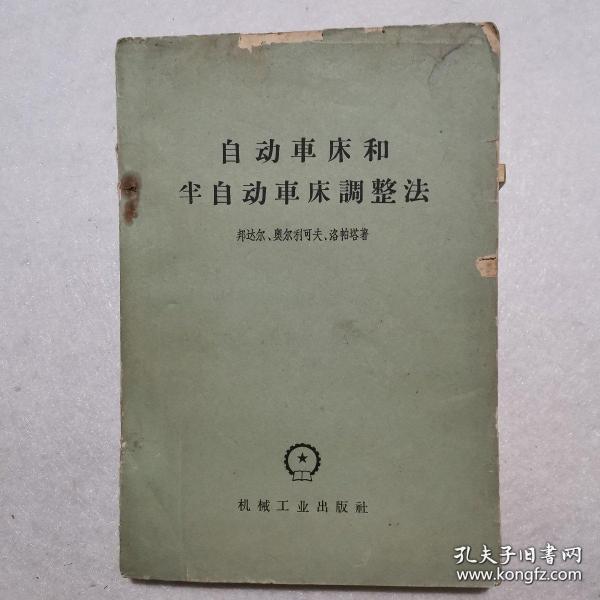 自动車床和
半自动車床調整法
邦达尔、奥尔利可夫、洛帕塔著
机械工业出版社
孔夫子旧书网
www.kongfz.com